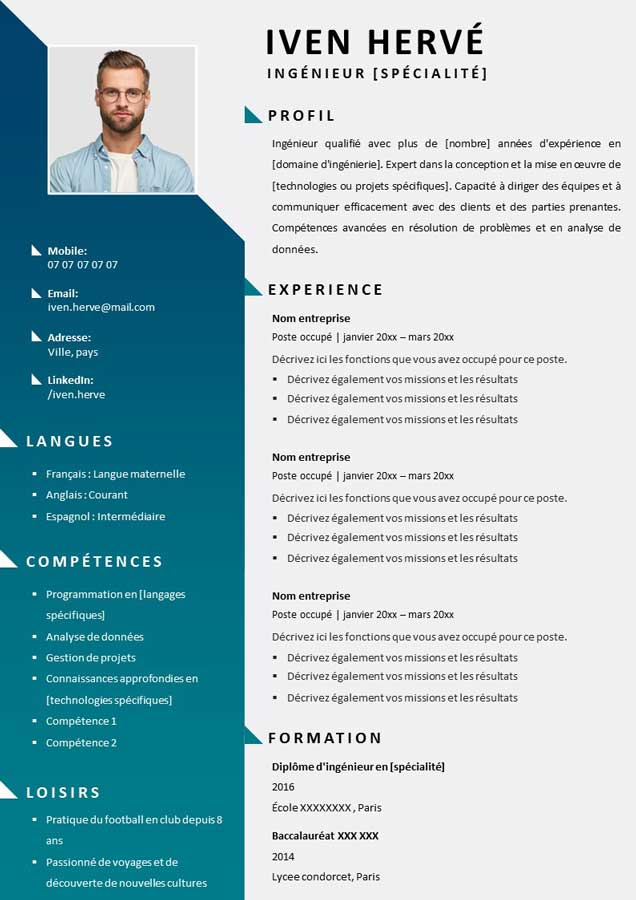 IVEN HERVÉ
INGÉNIEUR [SPÉCIALITÉ]
Mobile:
07 07 07 07 07
Email:
iven.herve@mail.com
Adresse:
Ville, pays
LinkedIn:
/iven.herve
LANGUES
▪ Français : Langue maternelle
▪ Anglais : Courant
▪ Espagnol : Intermédiaire
COMPÉTENCES
▪ Programmation en [langages
spécifiques]
▪ Analyse de données
▪ Gestion de projets
▪ Connaissances approfondies en
[technologies spécifiques]
▪ Compétence 1
▪ Compétence 2
LOISIRS
▪ Pratique du football en club depuis 8
ans
▪ Passionné de voyages et de
découverte de nouvelles cultures
PROFIL
Ingénieur qualifié avec plus de [nombre] années d'expérience en
[domaine d'ingénierie]. Expert dans la conception et la mise en œuvre de
[technologies ou projets spécifiques]. Capacité à diriger des équipes et à
communiquer efficacement avec des clients et des parties prenantes.
Compétences avancées en résolution de problèmes et en analyse de
données.
EXPERIENCE
Nom entreprise
Poste occupé | janvier 20xx – mars 20xx
Décrivez ici les fonctions que vous avez occupé pour ce poste.
▪ Décrivez également vos missions et les résultats
▪ Décrivez également vos missions et les résultats
▪ Décrivez également vos missions et les résultats
Nom entreprise
Poste occupé | janvier 20xx – mars 20xx
Décrivez ici les fonctions que vous avez occupé pour ce poste.
▪ Décrivez également vos missions et les résultats
▪ Décrivez également vos missions et les résultats
▪ Décrivez également vos missions et les résultats
Nom entreprise
Poste occupé | janvier 20xx – mars 20xx
Décrivez ici les fonctions que vous avez occupé pour ce poste.
▪ Décrivez également vos missions et les résultats
▪ Décrivez également vos missions et les résultats
▪ Décrivez également vos missions et les résultats
FORMATION
Diplôme d'ingénieur en [spécialité]
2016
École XXXXXXXX , Paris
Baccalauréat XXX XXX
2014
Lycee condorcet, Paris